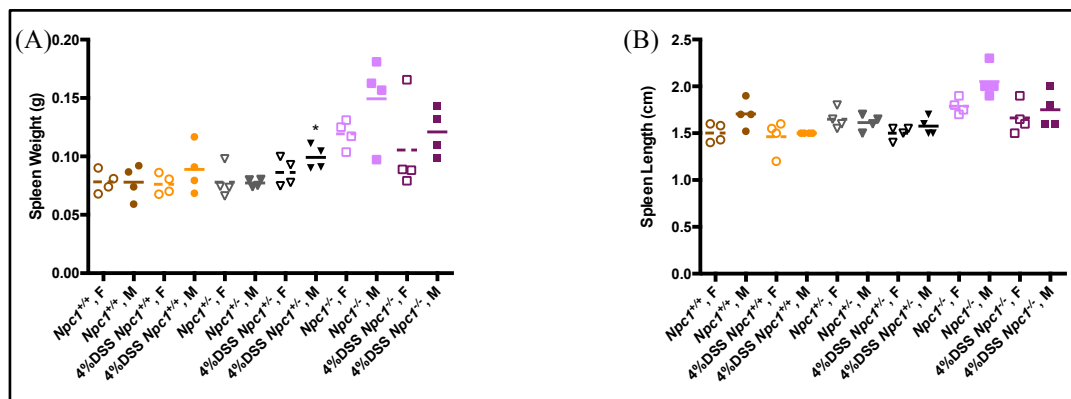 (A)
Spleen Weight (g)
0.20
0.15
0.10
0.05
0.00
*
Npc1+/+, F
Npc1+/+, M
4%DSS Npc1+/+, F
4%DSS Npc1+/+, M
Npc1+/-, F
Npc1+/-, M
4%DSS Npc1+/-, F
4%DSS Npc1+/-, M
Npc1-/-, F
Npc1-/-, M
4%DSS Npc1-/-, F
4%DSS Npc1-/-, M
(B)
Spleen Length (cm)
2.5
2.0
1.5
1.0
0.5
0.0
Npc1+/+, F
Npc1+/+, M
4%DSS Npc1+/+, F
4%DSS Npc1+/+, M
Npc1+/-, F
Npc1+/-, M
4%DSS Npc1+/-, F
4%DSS Npc1+/-, M
Npc1-/-, F
Npc1-/-, M
4%DSS Npc1-/-, F
4%DSS Npc1-/-, M